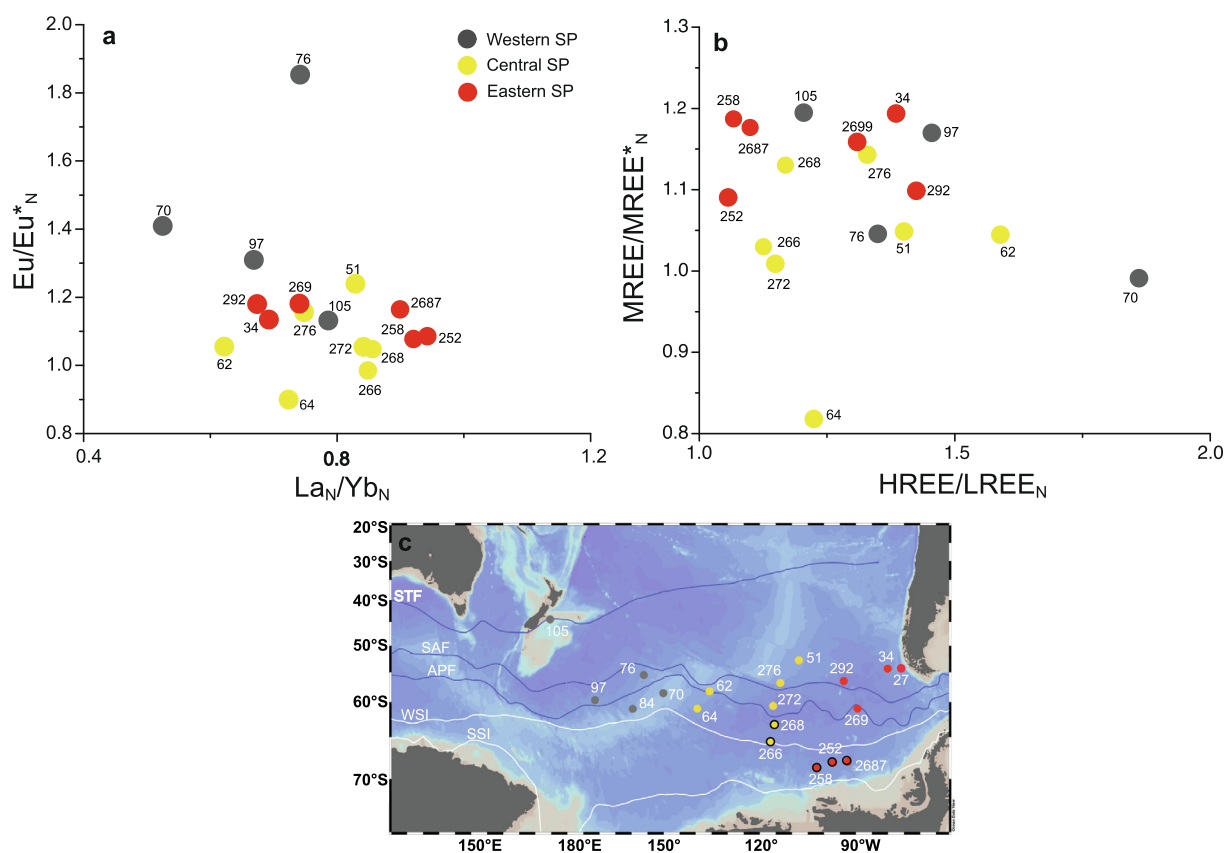 a
Western SP
Central SP
Eastern SP
2.0
1.8
1.6
1.4
1.2
1.0
0.8
Eu/Eu*N
76
70
97
51
292
269
105
2687
34
276
258
252
62
272
268
266
64
0.4
0.8
1.2
LaN/YbN
b
1.3
1.2
1.1
1.0
0.9
0.8
MREE/MREE*N
258
105
34
2687
2699
97
268
276
292
252
266
76
51
62
272
70
64
1.0
1.5
2.0
HREE/LREEN
c
20°S
30°S
40°S
50°S
60°S
70°S
STF
SAF
APF
WSI
SSI
105
76
97
84
70
62
64
51
276
272
268
266
292
34
27
269
252
258
2687
150°E
180°E
150°
120°
90°W
Ocean Data View